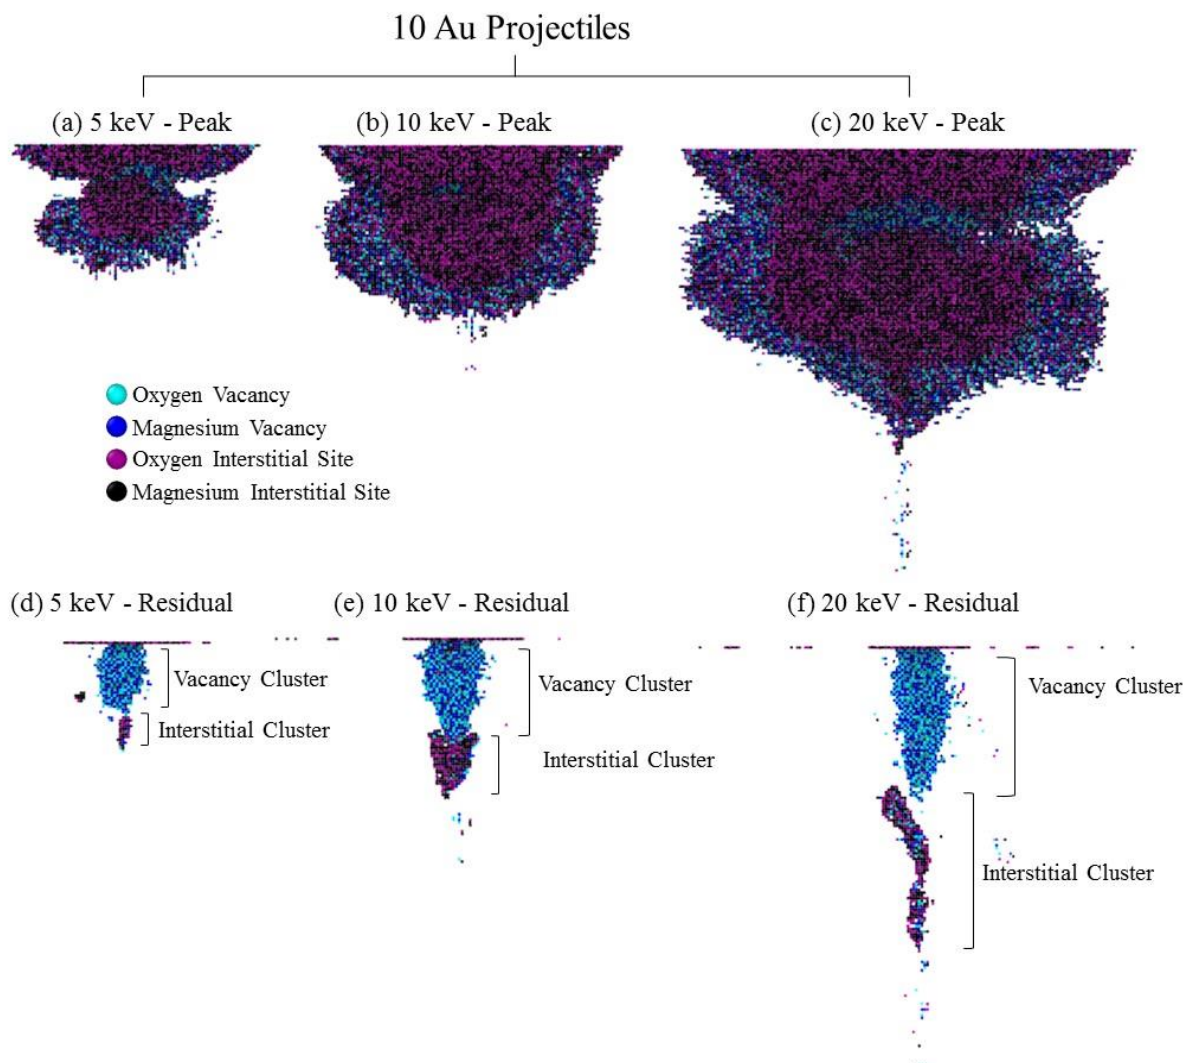 10 Au Projectiles
(a) 5 keV - Peak
(b) 10 keV - Peak
(c) 20 keV - Peak
Oxygen Vacancy
Magnesium Vacancy
Oxygen Interstitial Site
Magnesium Interstitial Site
(d) 5 keV - Residual
(e) 10 keV - Residual
(f) 20 keV - Residual
Vacancy Cluster
Interstitial Cluster
Vacancy Cluster
Interstitial Cluster
Vacancy Cluster
Interstitial Cluster